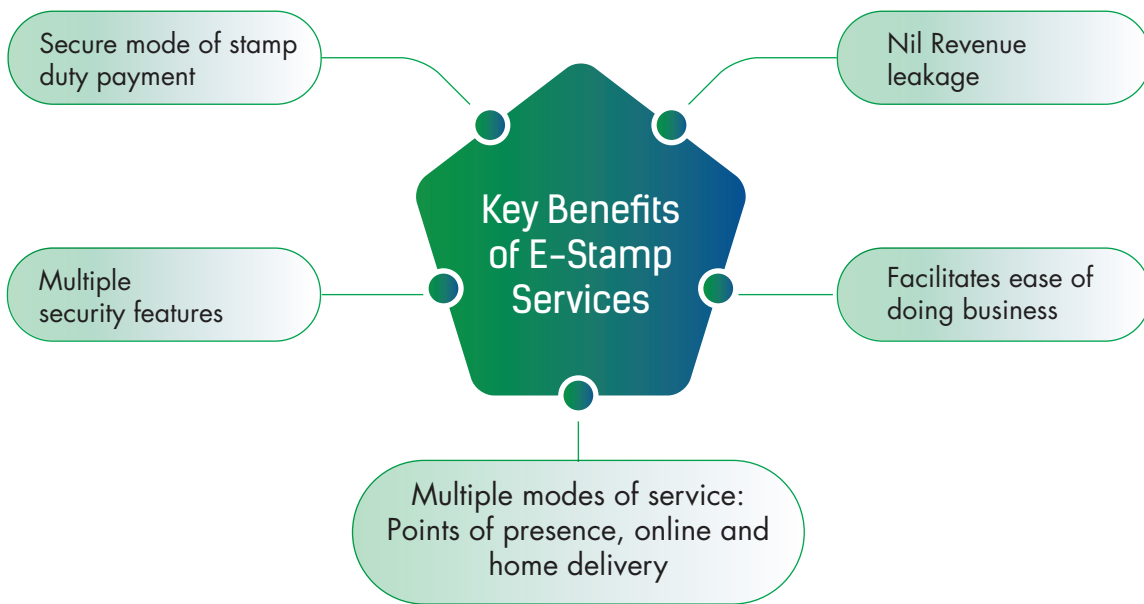 Secure mode of stamp
duty payment
Nil Revenue
leakage
Key Benefits
of E-Stamp
Services
Multiple
security features
Facilitates ease of
doing business
Multiple modes of service:
Points of presence, online and
home delivery